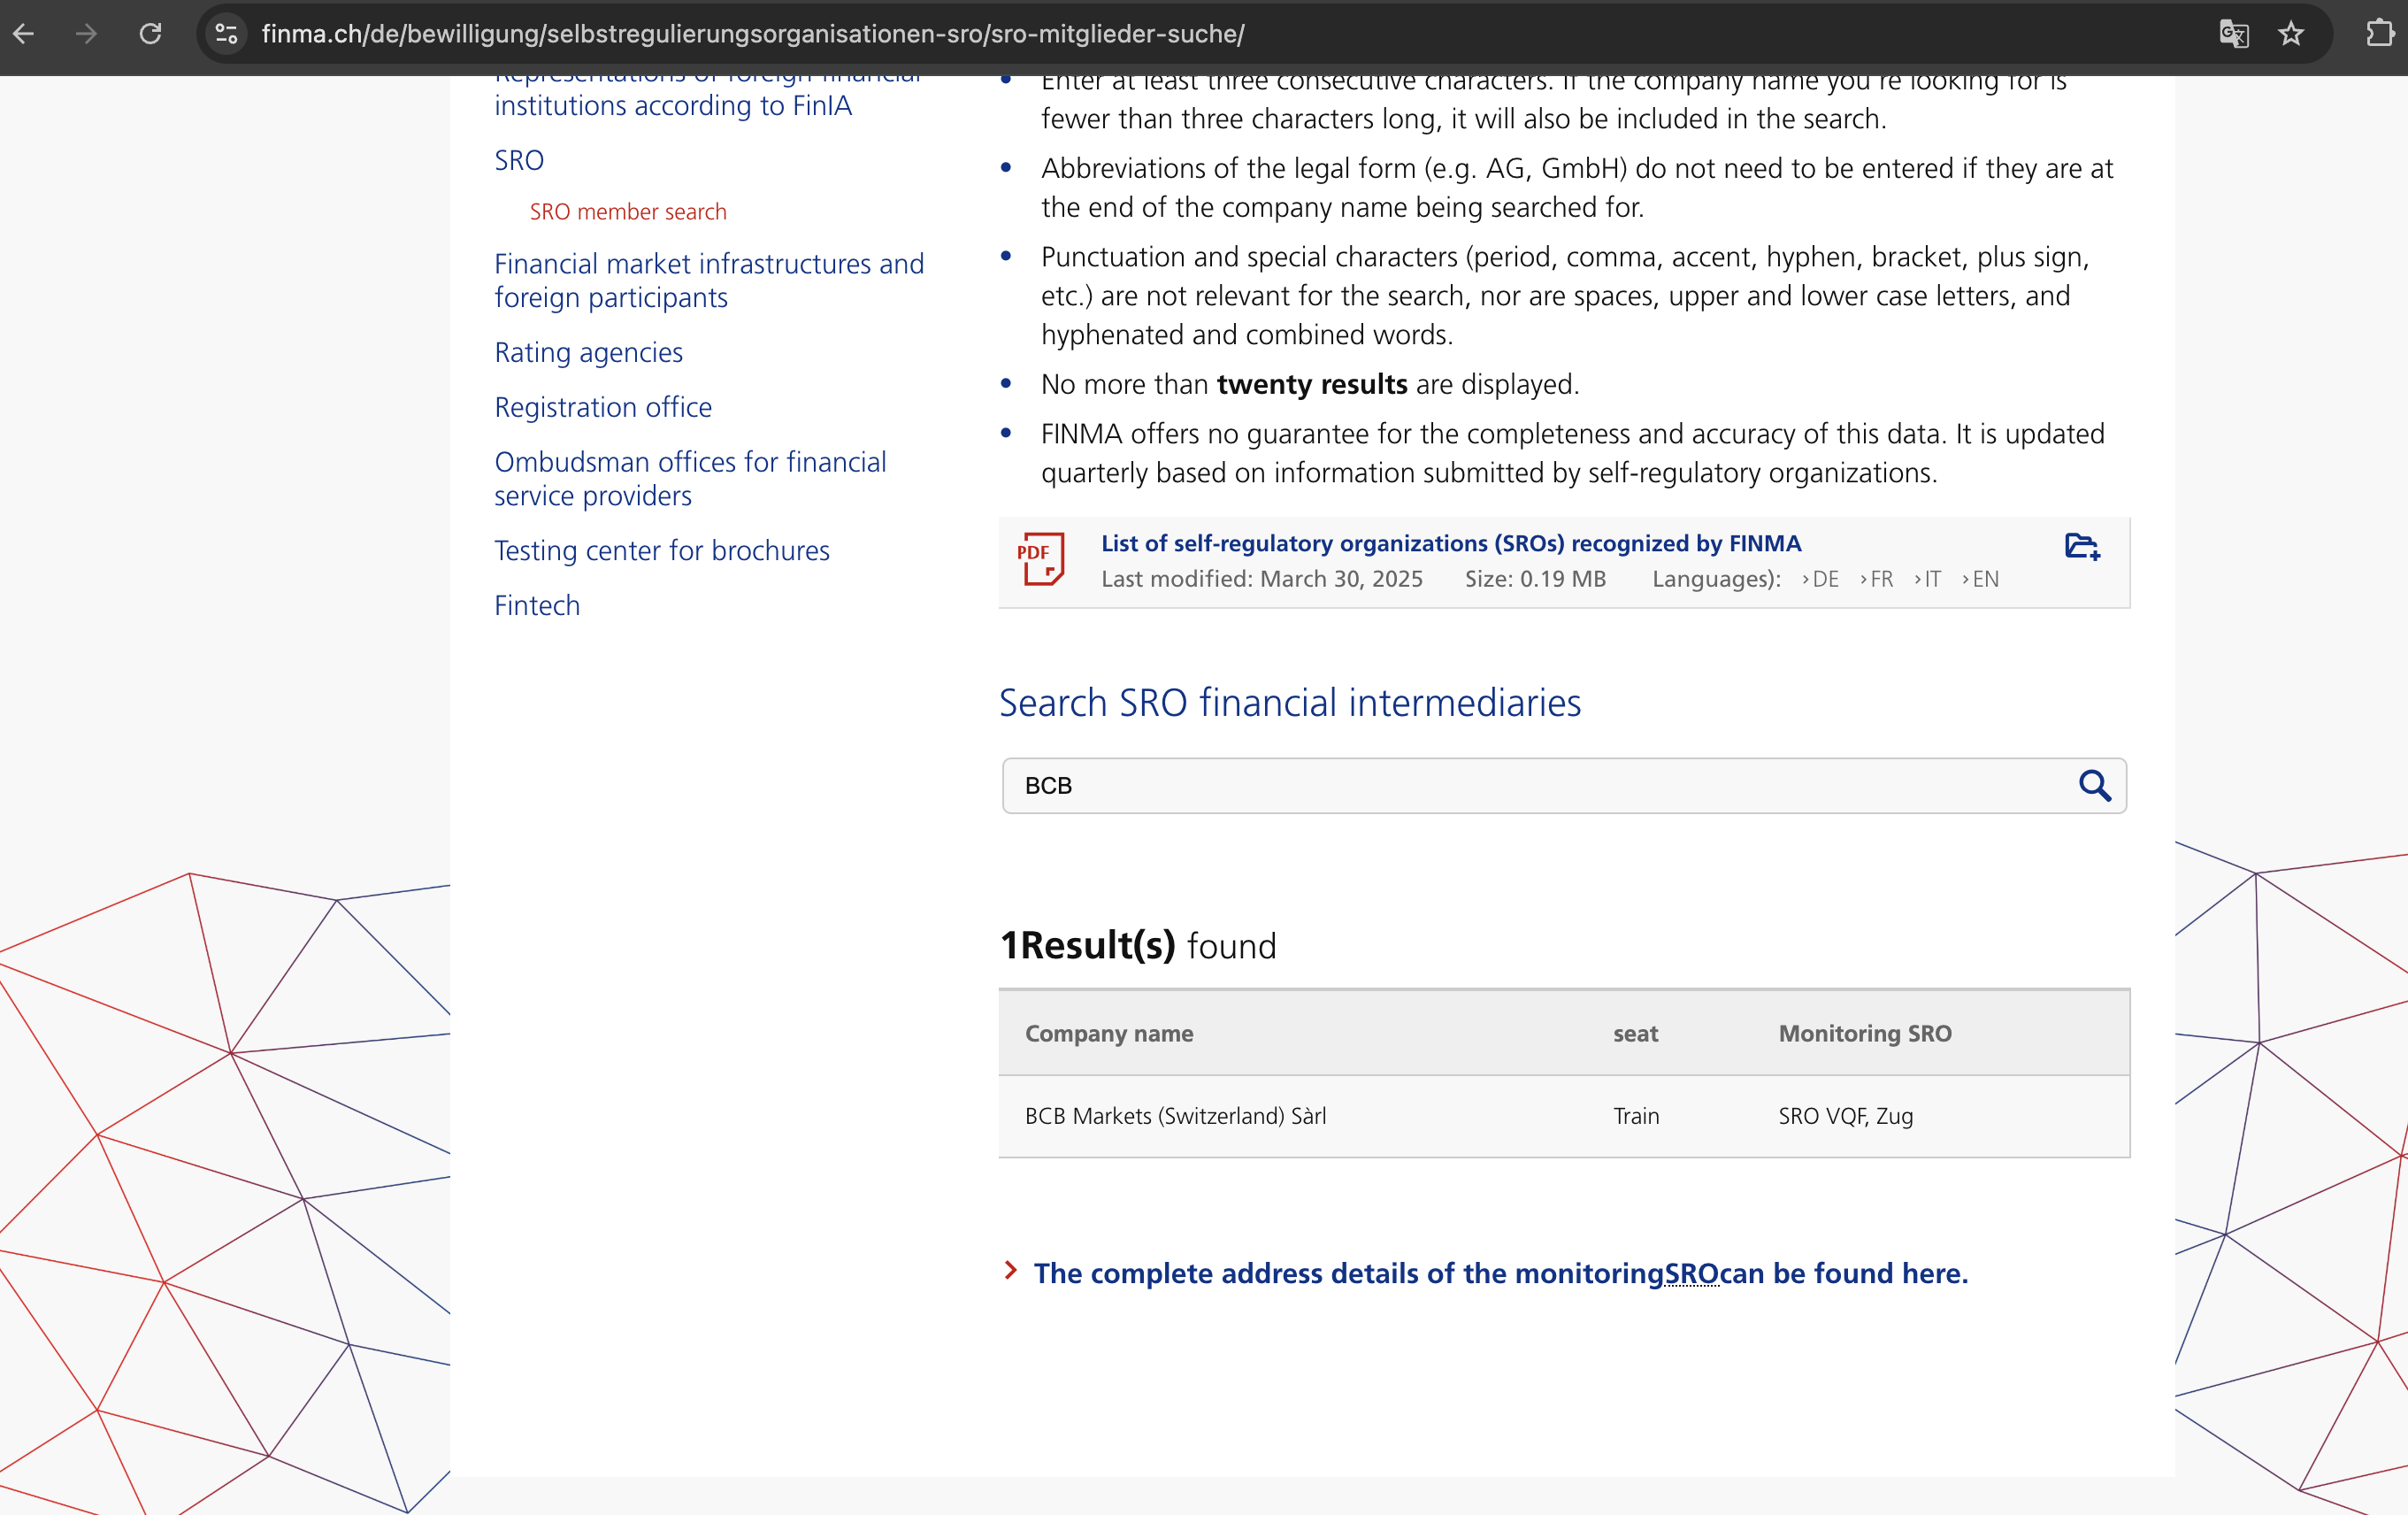 finma.ch/de/bewilligung/selbstregulierungsorganisationen-sro/sro-mitglieder-suche/
Representations of foreign financial
institutions according to FinIA
SRO
SRO member search
Financial market infrastructures and
foreign participants
Rating agencies
Registration office
Ombudsman offices for financial
service providers
Testing center for brochures
Fintech
Enter at least three consecutive characters. If the company name you're looking for is
fewer than three characters long, it will also be included in the search.
Abbreviations of the legal form (e.g. AG, GmbH) do not need to be entered if they are at
the end of the company name being searched for.
Punctuation and special characters (period, comma, accent, hyphen, bracket, plus sign,
etc.) are not relevant for the search, nor are spaces, upper and lower case letters, and
hyphenated and combined words.
No more than twenty results are displayed.
FINMA offers no guarantee for the completeness and accuracy of this data. It is updated
quarterly based on information submitted by self-regulatory organizations.
PDF
List of self-regulatory organizations (SROs) recognized by FINMA
Last modified: March 30, 2025 Size: 0.19 MB Languages): › DE › FR › IT › EN
Search SRO financial intermediaries
BCB
1Result(s) found
Company name seat Monitoring SRO
BCB Markets (Switzerland) Sàrl Train SRO VQF, Zug
The complete address details of the monitoringSROcan be found here.